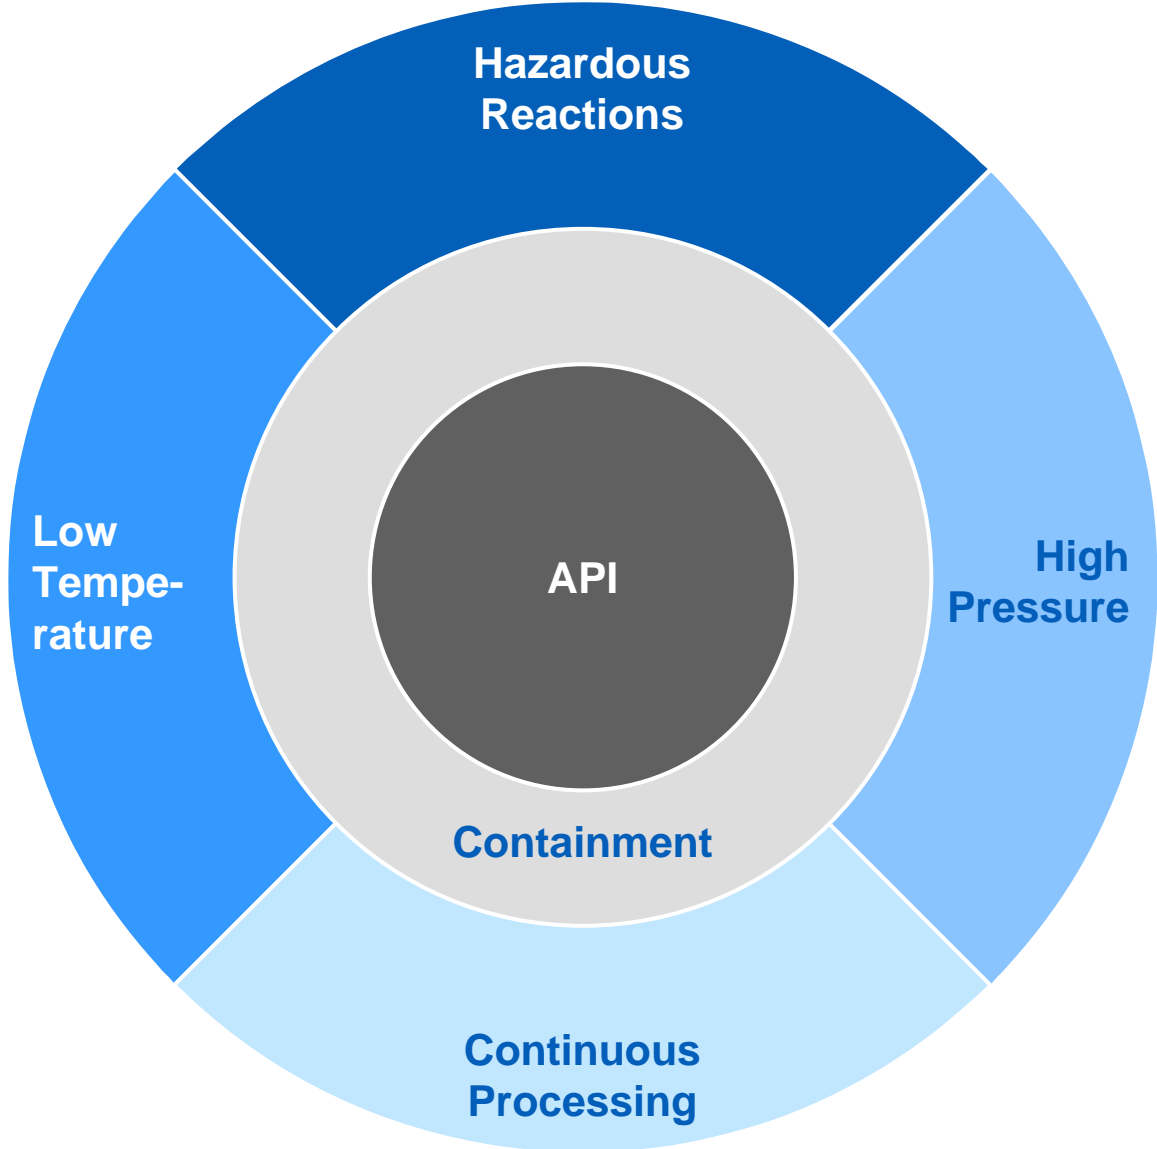 Hazardous
Reactions
Low
Tempe-
rature
API
High
Pressure
Containment
Continuous
Processing